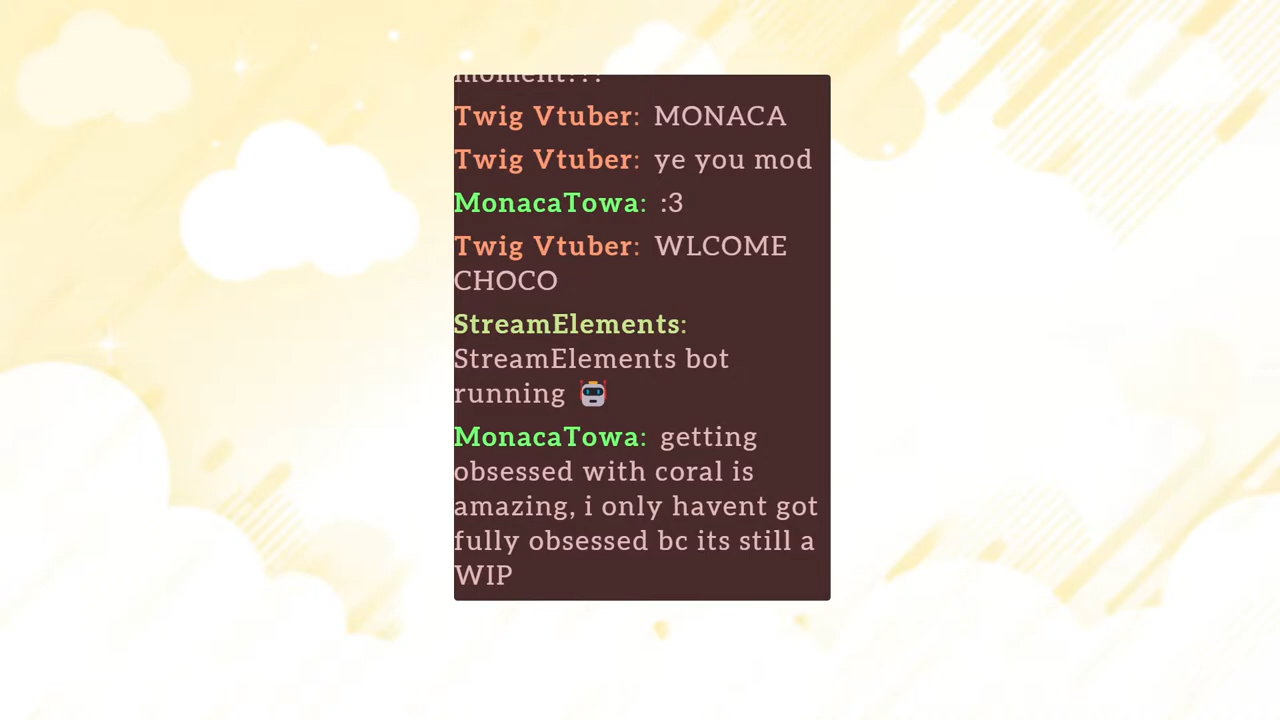 moment???
Twig Vtuber: MONACA
Twig Vtuber: ye you mod
MonacaTowa: :3
Twig Vtuber: WLCOME
CHOCO
StreamElements:
StreamElements bot
running 🤖
MonacaTowa: getting
obsessed with coral is
amazing, i only havent got
fully obsessed bc its still a
WIP